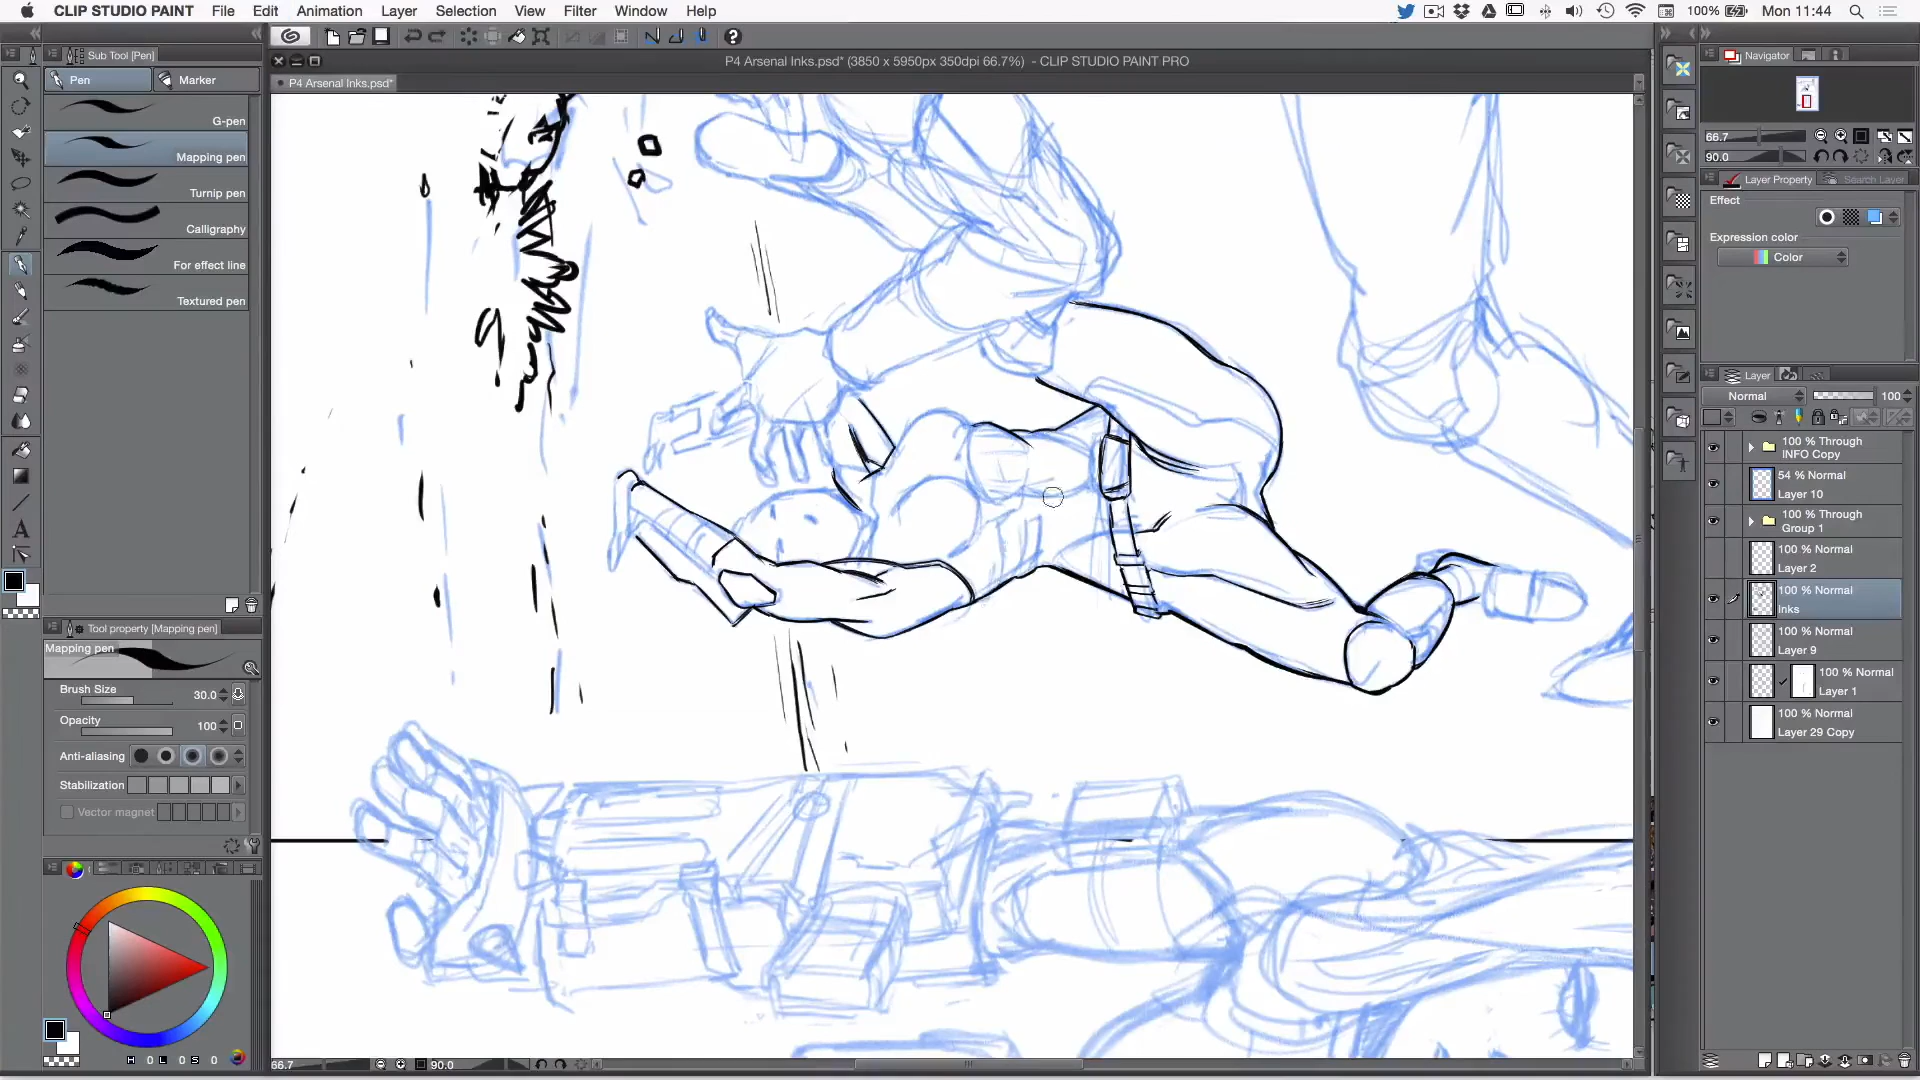 CLIP STUDIO PAINT File Edit Animation Layer Selection View Filter Window Help 100% Mon 11:44
P4 Arsenal Inks.psd* (3850 x 5950px 350dpi 66.7%) - CLIP STUDIO PAINT PRO
P4 Arsenal Inks.psd*
Sub Tool [Pen]
Pen Marker
G-pen
Mapping pen
Turnip pen
Calligraphy
For effect line
Textured pen
Tool property [Mapping pen]
Mapping pen
Brush Size 30.0
Opacity 100
Anti-aliasing
Stabilization
Vector magnet
H 0 L 0 S 0
66.7 90.0
Navigator
66.7
90.0
Layer Property Search Layer
Effect
Expression color
Color
Layer
Normal 100
100 % Through
INFO Copy
54 % Normal
Layer 10
100 % Through
Group 1
100 % Normal
Layer 2
100 % Normal
Inks
100 % Normal
Layer 9
100 % Normal
Layer 1
100 % Normal
Layer 29 Copy